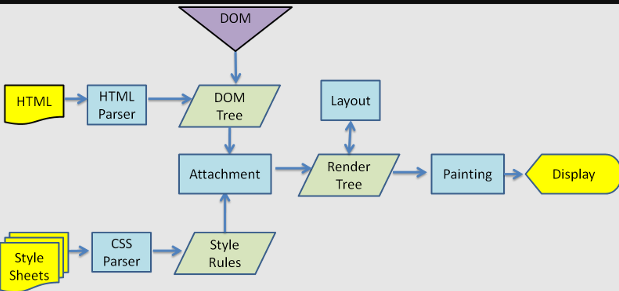 DOM
HTML
HTML
Parser
DOM
Tree
Layout
Attachment
Render
Tree
Painting
Display
Style
Sheets
CSS
Parser
Style
Rules